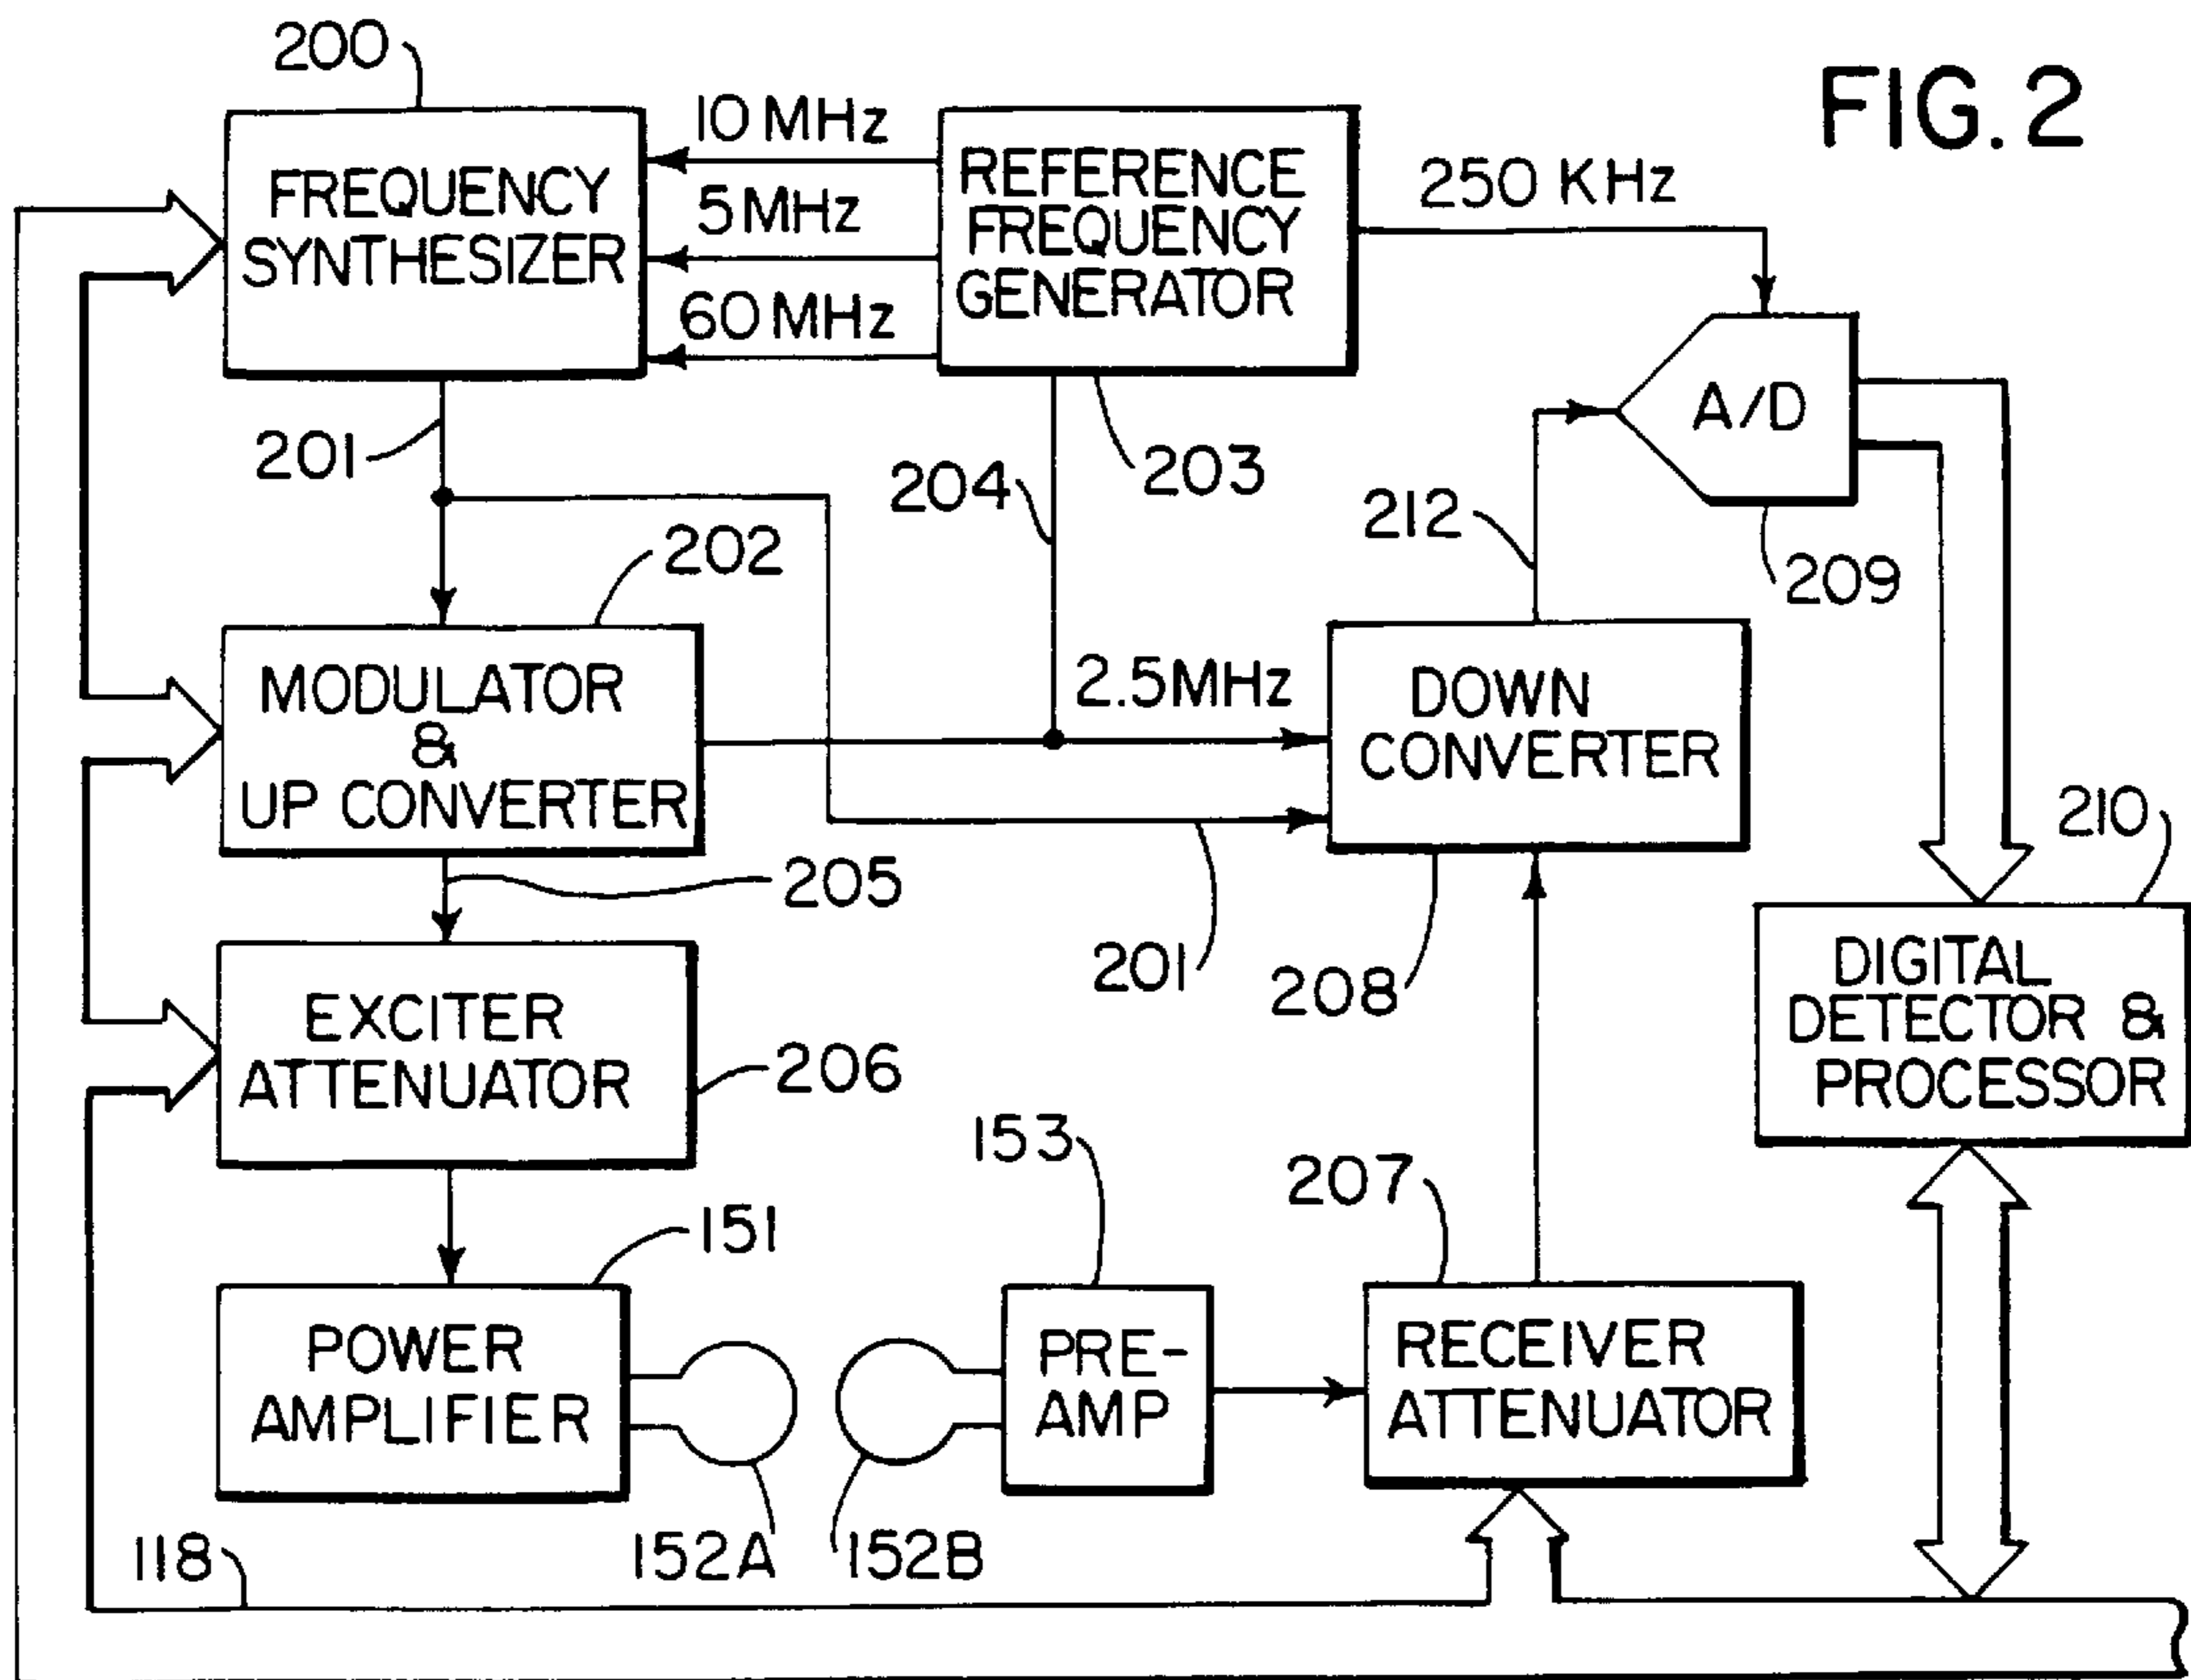 200
FIG. 2
10 MHz
FREQUENCY
SYNTHESIZER
5 MHz
60 MHz
REFERENCE
FREQUENCY
GENERATOR
250 KHz
A/D
201
204
203
212
209
202
MODULATOR
&
UP CONVERTER
2.5MHz
DOWN
CONVERTER
210
205
201
208
DIGITAL
DETECTOR &
PROCESSOR
EXCITER
ATTENUATOR
206
153
207
151
POWER
AMPLIFIER
PRE-
AMP
RECEIVER
ATTENUATOR
118
152A
152B